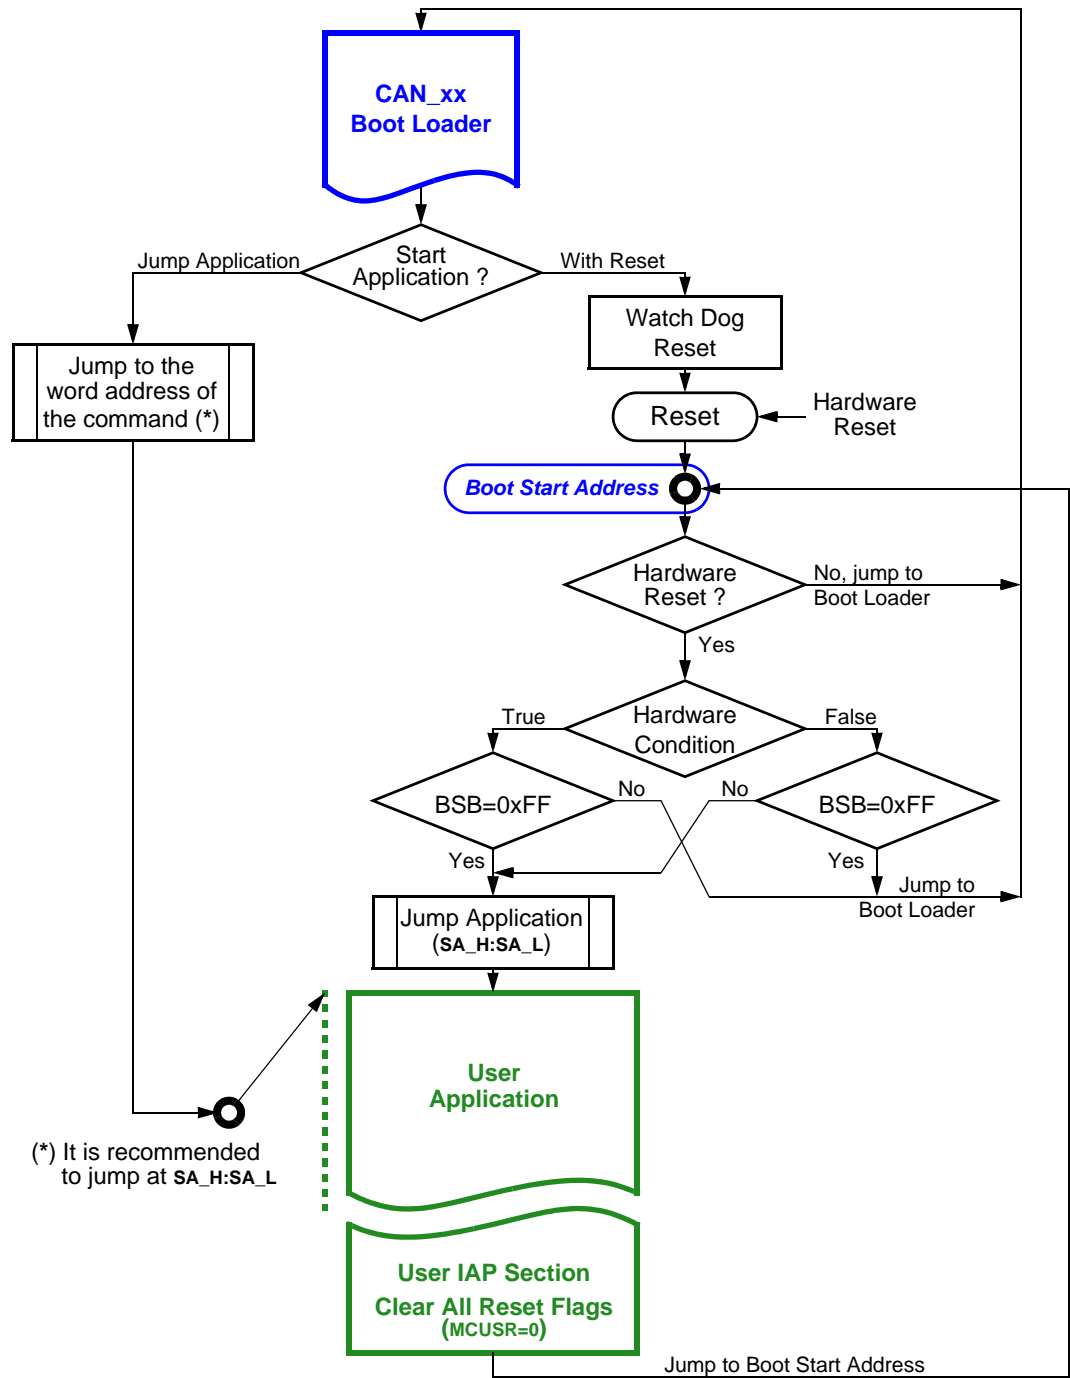 CAN_xx
Boot Loader
Start
Application ?
Jump Application
With Reset
Watch Dog
Reset
Jump to the
word address of
the command (*)
Reset
Hardware
Reset
Boot Start Address
Hardware
Reset ?
No, jump to
Boot Loader
Yes
Hardware
Condition
True
False
BSB=0xFF
No
No
BSB=0xFF
Yes
Yes
Jump to
Boot Loader
Jump Application
(SA_H:SA_L)
User
Application
(*) It is recommended
to jump at SA_H:SA_L
User IAP Section
Clear All Reset Flags
(MCUSR=0)
Jump to Boot Start Address